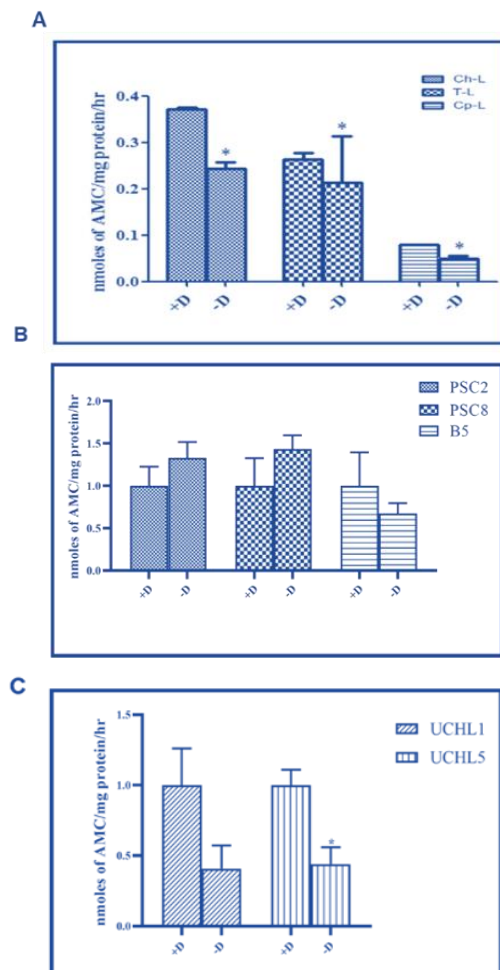 A
Ch-L
T-L
Cp-L
nmoles of AMC/mg protein/hr
0.4
0.3
0.2
0.1
0.0
*
*
*
+D
-D
+D
-D
+D
-D
B
PSC2
PSC8
B5
nmoles of AMC/mg protein/hr
2.0
1.5
1.0
0.5
0.0
+D
-D
+D
-D
+D
-D
C
UCHL1
UCHL5
nmoles of AMC/mg protein/hr
1.5
1.0
0.5
0.0
*
+D
-D
+D
-D